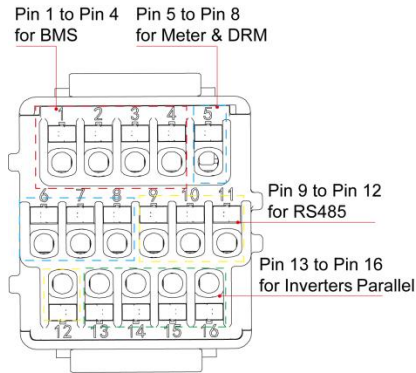 Pin 1 to Pin 4
for BMS
Pin 5 to Pin 8
for Meter & DRM
1 2 3 4 5
6 7 8 9 10 11
Pin 9 to Pin 12
for RS485
Pin 13 to Pin 16
for Inverters Parallel
12 13 14 15 16